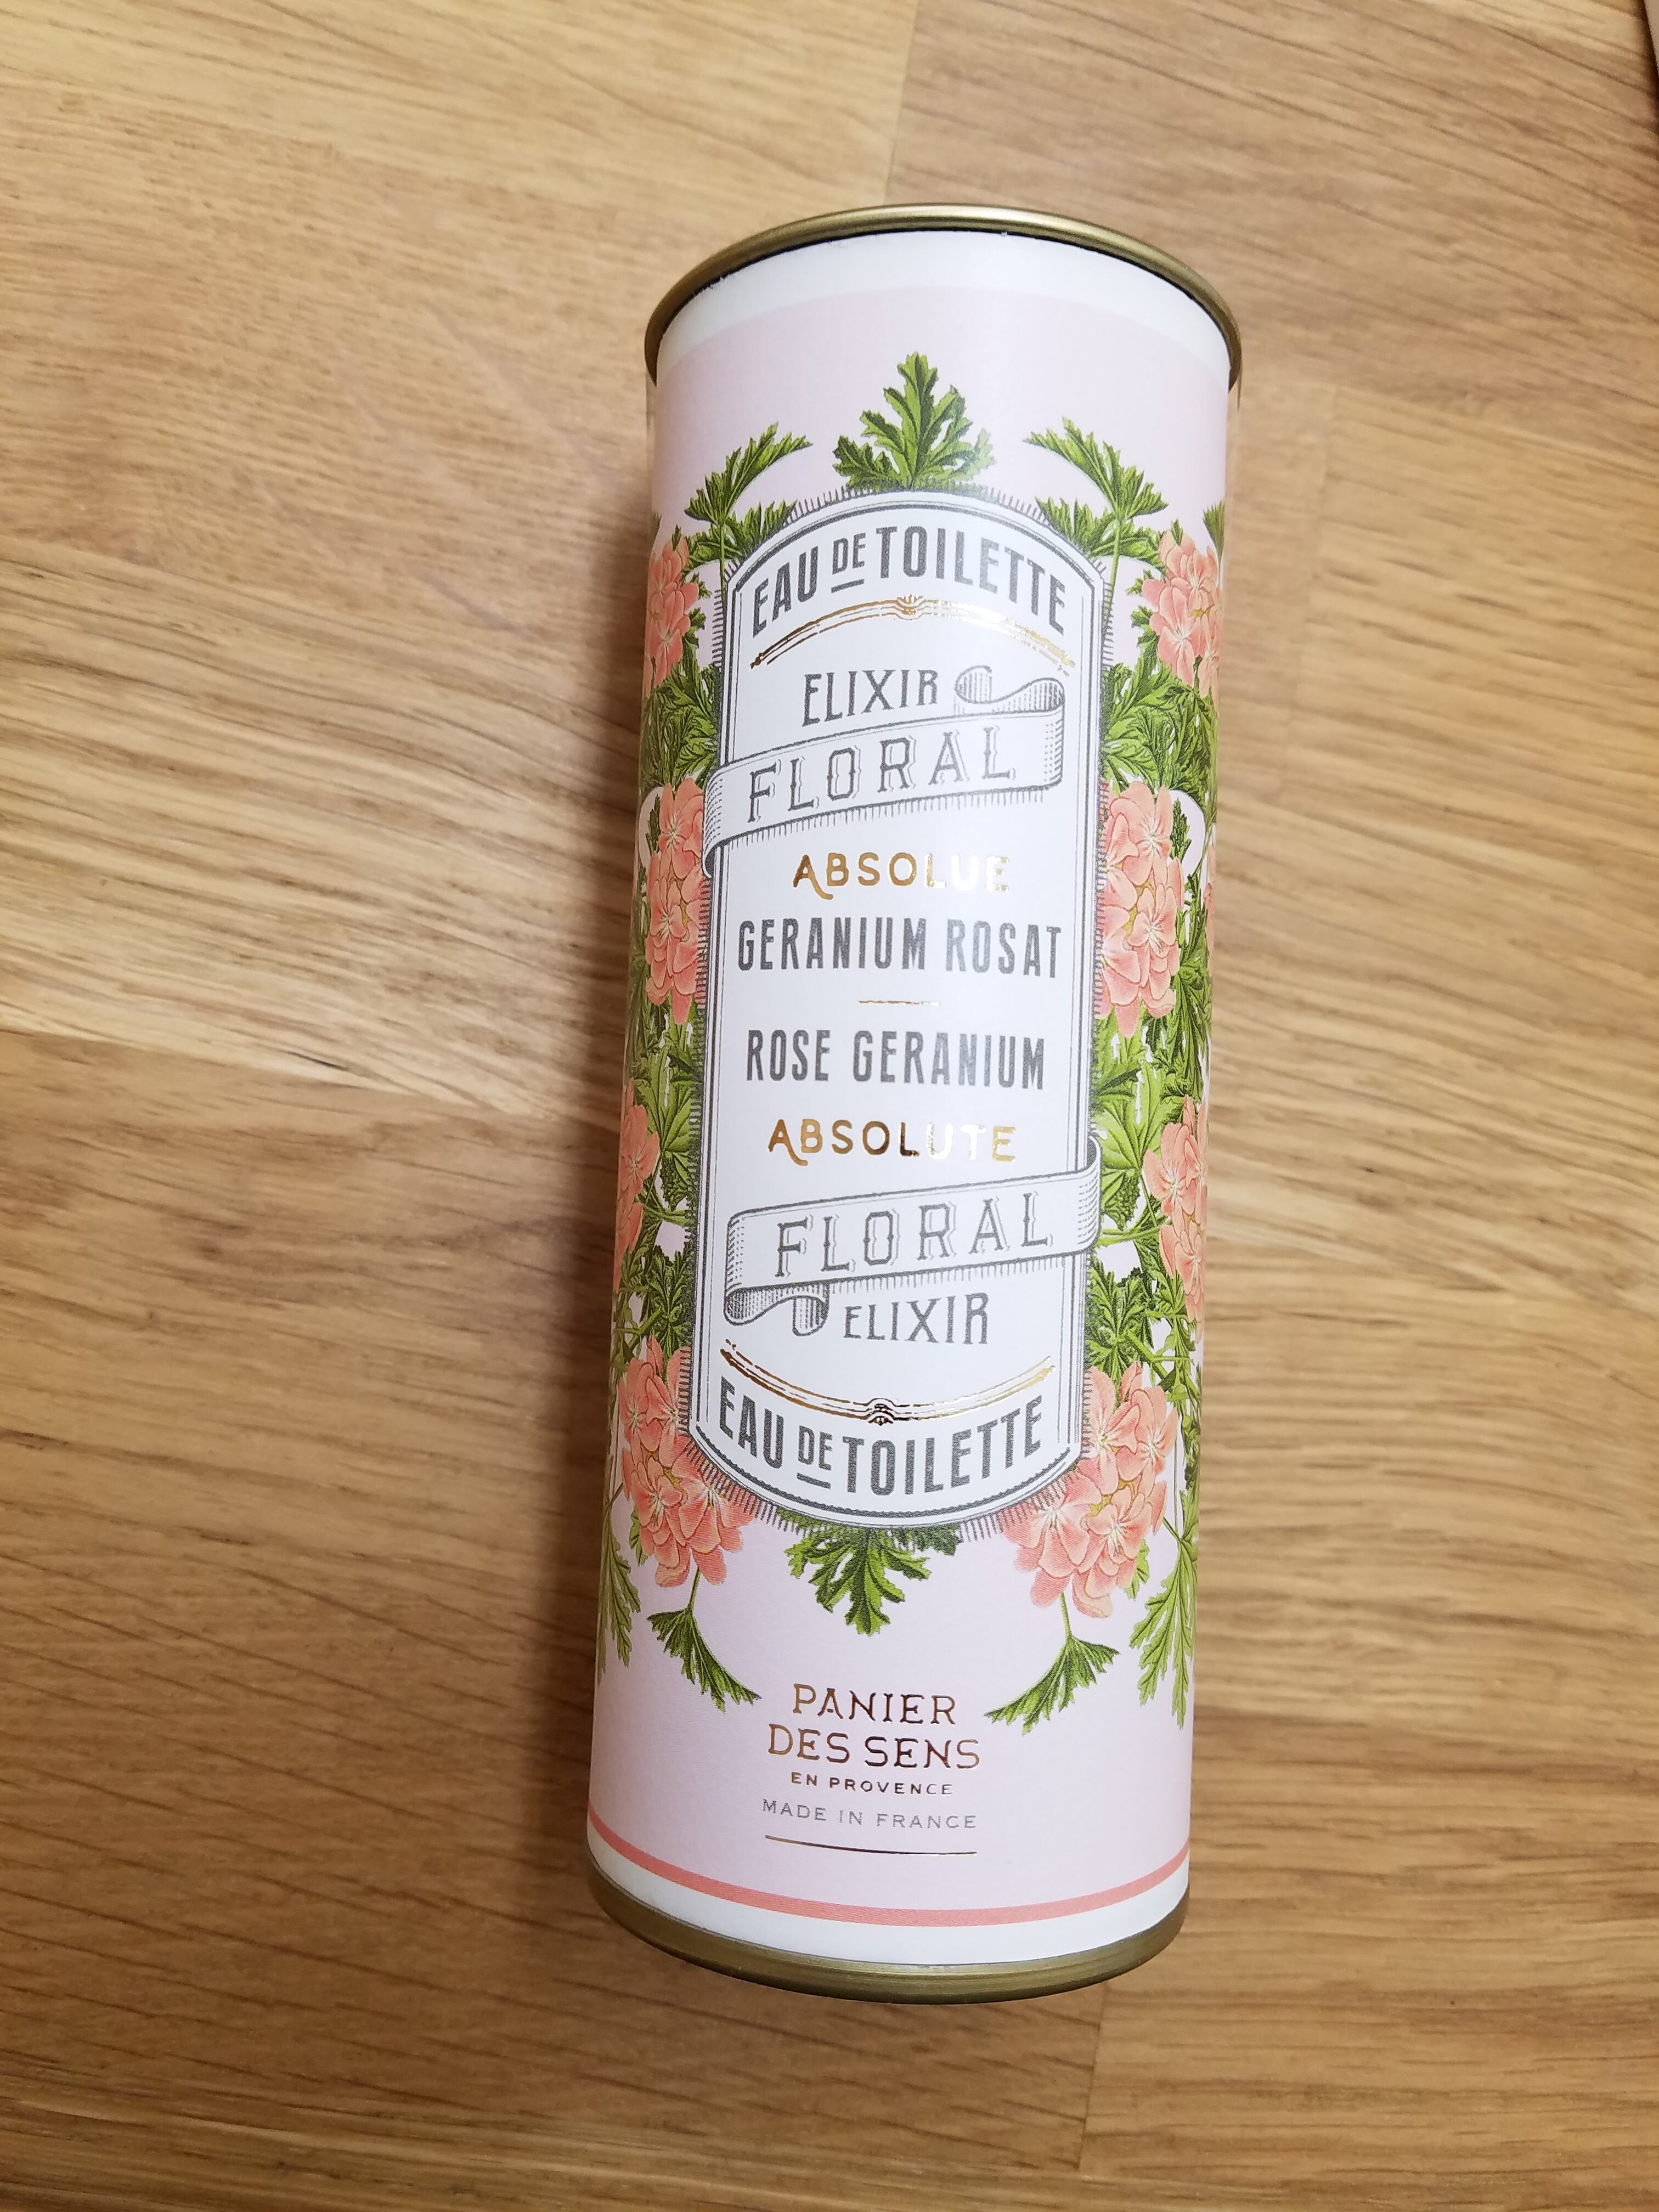 EAU DE TOILETTE
ELIXIR
FLORAL
ABSOLUE
GERANIUM ROSAT
ROSE GERANIUM
ABSOLUTE
FLORAL
ELIXIR
EAU DE TOILETTE
PANIER
DES SENS
EN PROVENCE
MADE IN FRANCE